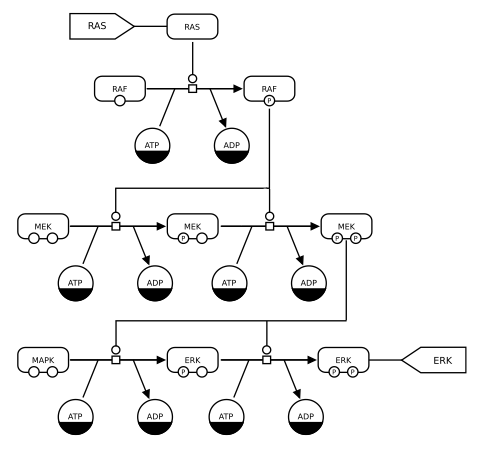 RAS RAS
RAF RAF
P
ATP ADP
MEK MEK MEK
P P P
ATP ADP ATP ADP
MAPK ERK ERK ERK
P P P
ATP ADP ATP ADP